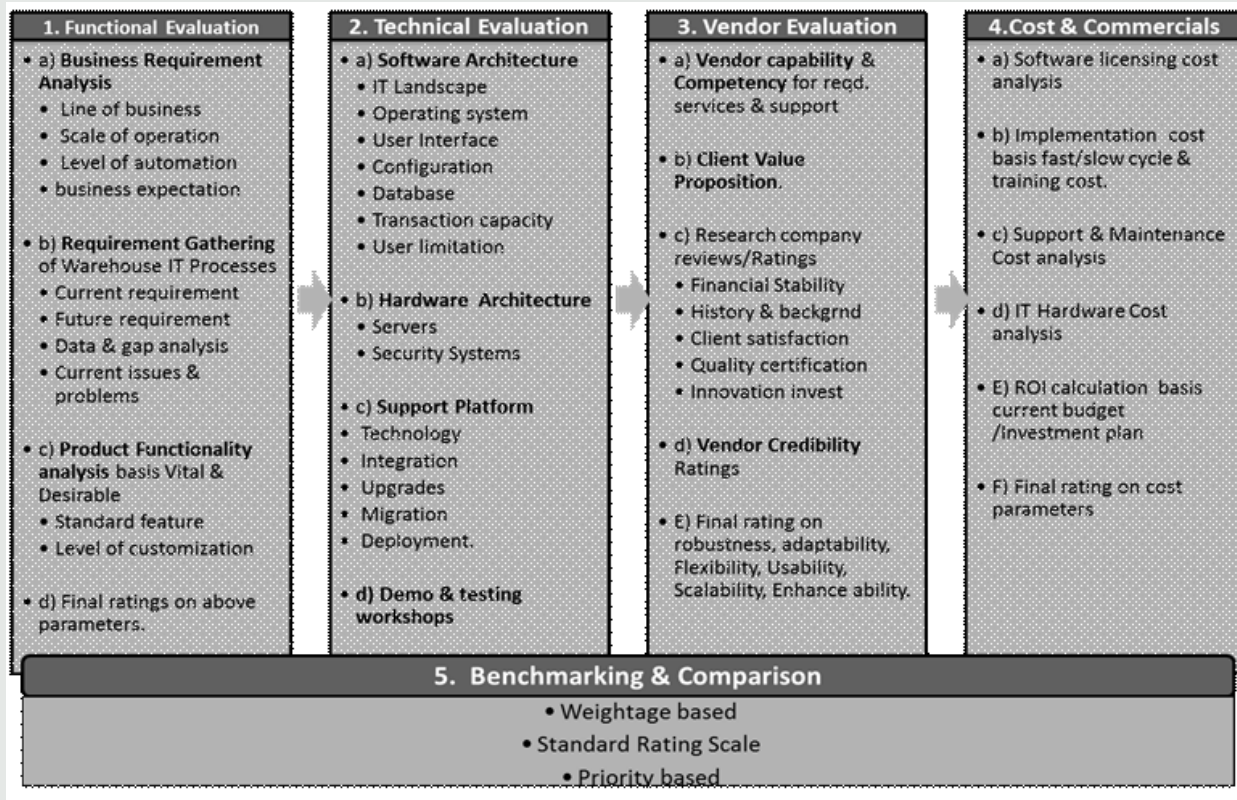 1. Functional Evaluation
• a) Business Requirement
Analysis
• Line of business
• Scale of operation
• Level of automation
• business expectation
• b) Requirement Gathering
of Warehouse IT Processes
• Current requirement
• Future requirement
• Data & gap analysis
• Current issues &
problems
• c) Product Functionality
analysis basis Vital &
Desirable
• Standard feature
• Level of customization
• d) Final ratings on above
parameters.
2. Technical Evaluation
• a) Software Architecture
• IT Landscape
• Operating system
• User Interface
• Configuration
• Database
• Transaction capacity
• User limitation
• b) Hardware Architecture
• Servers
• Security Systems
• c) Support Platform
• Technology
• Integration
• Upgrades
• Migration
• Deployment.
• d) Demo & testing
workshops
3. Vendor Evaluation
• a) Vendor capability &
Competency for reqd.
services & support
• b) Client Value
Proposition.
• c) Research company
reviews/Ratings
• Financial Stability
• History & backgrnd
• Client satisfaction
• Quality certification
• Innovation invest
• d) Vendor Credibility
Ratings
• E) Final rating on
robustness, adaptability,
Flexibility, Usability,
Scalability, Enhance ability.
4.Cost & Commercials
• a) Software licensing cost
analysis
• b) Implementation cost
basis fast/slow cycle &
training cost.
• c) Support & Maintenance
Cost analysis
• d) IT Hardware Cost
analysis
• E) ROI calculation basis
current budget
/Investment plan
• F) Final rating on cost
parameters
5. Benchmarking & Comparison
• Weightage based
• Standard Rating Scale
• Priority based